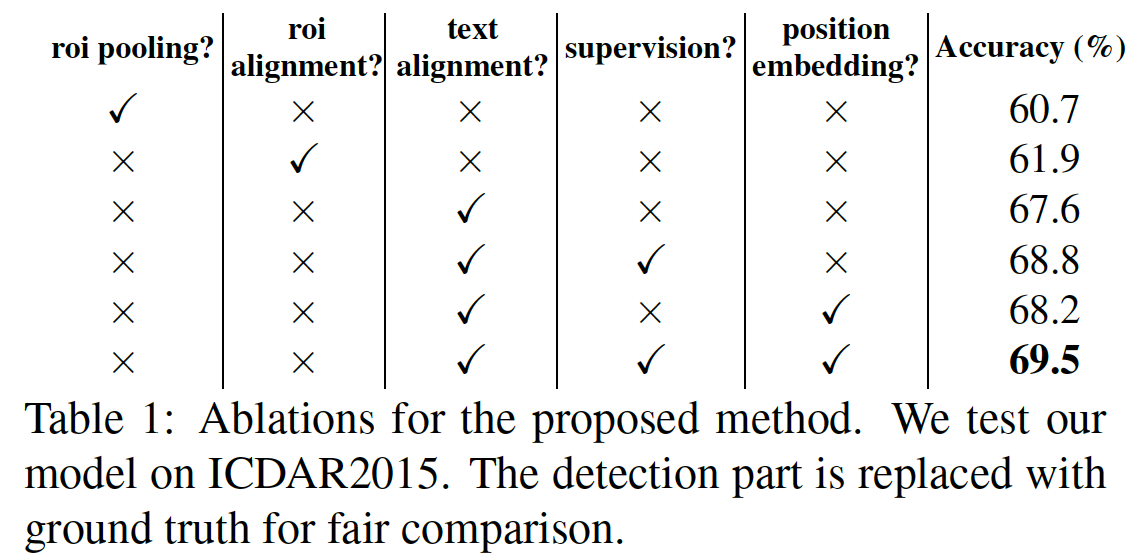 roi pooling? roi alignment? text alignment? supervision? position embedding? Accuracy (%)
✓ × × × × 60.7
× ✓ × × × 61.9
× × ✓ × × 67.6
× × ✓ ✓ × 68.8
× × ✓ × ✓ 68.2
× × ✓ ✓ ✓ 69.5
Table 1: Ablations for the proposed method. We test our
model on ICDAR2015. The detection part is replaced with
ground truth for fair comparison.